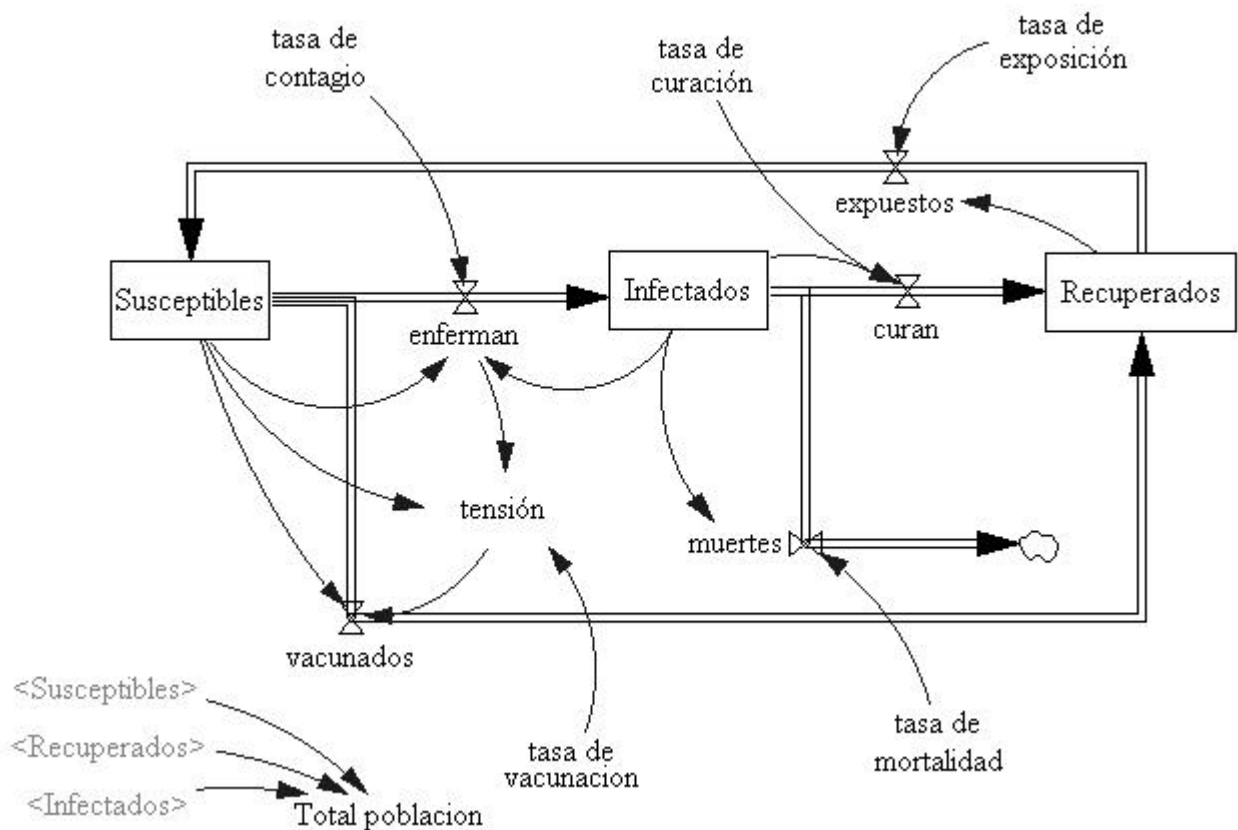 tasa de
contagio
tasa de
curación
tasa de
exposición
expuestos
Susceptibles
Infectados
Recuperados
enferman
curan
tensión
muertes
vacunados
<Susceptibles>
<Recuperados>
<Infectados>
Total poblacion
tasa de
vacunacion
tasa de
mortalidad